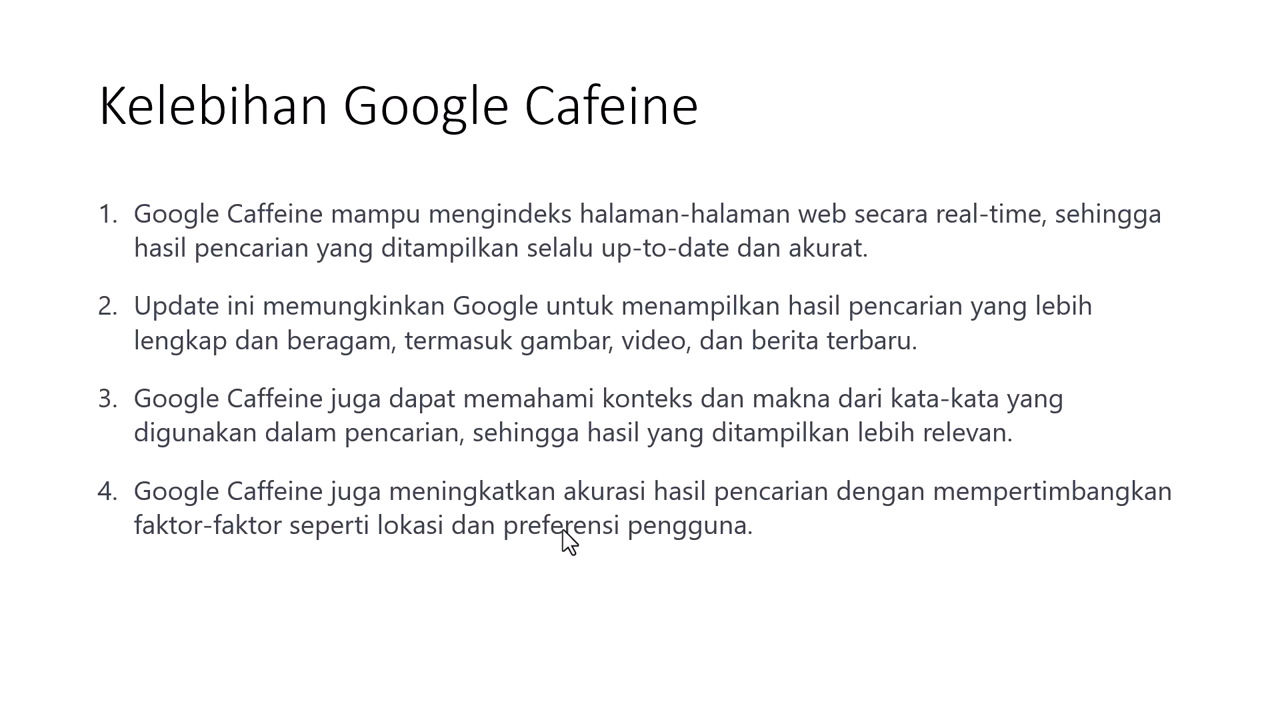 Kelebihan Google Cafeine
1. Google Caffeine mampu mengindeks halaman-halaman web secara real-time, sehingga
hasil pencarian yang ditampilkan selalu up-to-date dan akurat.
2. Update ini memungkinkan Google untuk menampilkan hasil pencarian yang lebih
lengkap dan beragam, termasuk gambar, video, dan berita terbaru.
3. Google Caffeine juga dapat memahami konteks dan makna dari kata-kata yang
digunakan dalam pencarian, sehingga hasil yang ditampilkan lebih relevan.
4. Google Caffeine juga meningkatkan akurasi hasil pencarian dengan mempertimbangkan
faktor-faktor seperti lokasi dan preferensi pengguna.